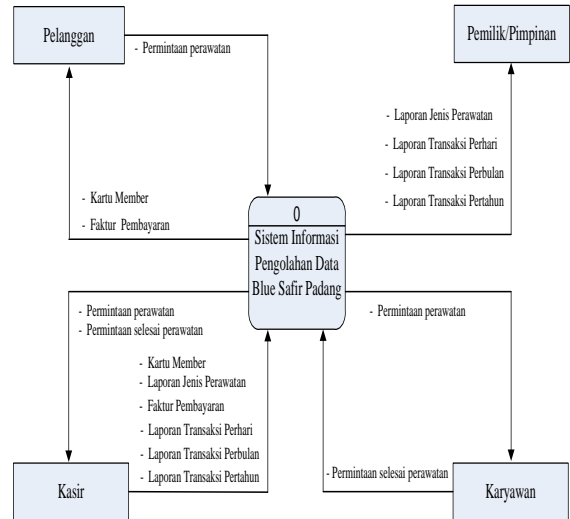 Pelanggan
- Permintaan perawatan
Pemilik/Pimpinan
- Laporan Jenis Perawatan
- Laporan Transaksi Perhari
- Laporan Transaksi Perbulan
- Laporan Transaksi Pertahun
- Kartu Member
- Faktur Pembayaran
0
Sistem Informasi
Pengolahan Data
Blue Safir Padang
- Permintaan perawatan
- Permintaan selesai perawatan
- Permintaan perawatan
- Kartu Member
- Laporan Jenis Perawatan
- Faktur Pembayaran
- Laporan Transaksi Perhari
- Laporan Transaksi Perbulan
- Laporan Transaksi Pertahun
- Permintaan selesai perawatan
Kasir
Karyawan